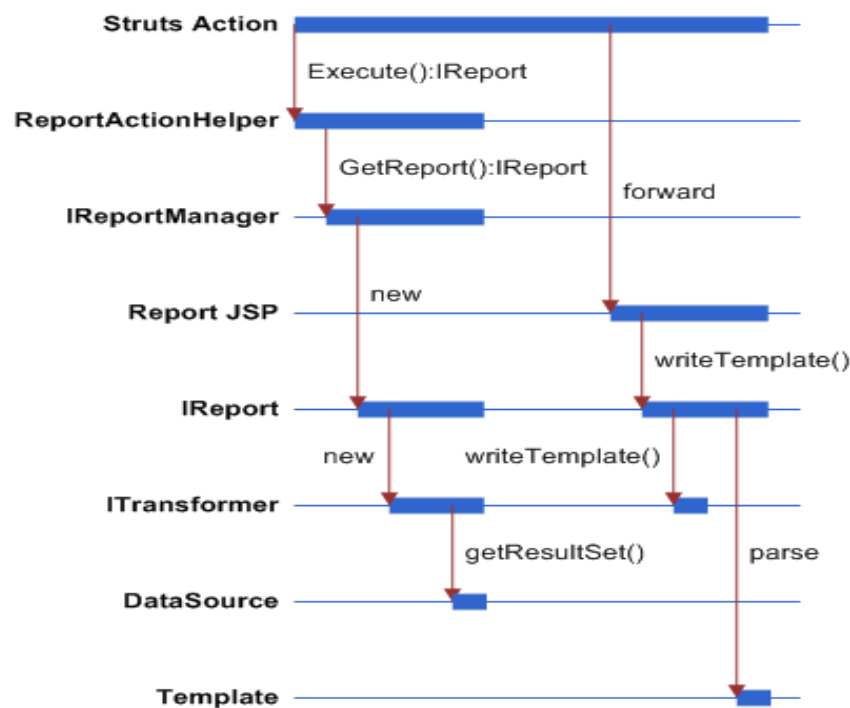 Struts Action
Execute():IReport
ReportActionHelper
GetReport():IReport
forward
IReportManager
new
Report JSP
writeTemplate()
IReport
new
writeTemplate()
ITransformer
getResultSet()
parse
DataSource
Template